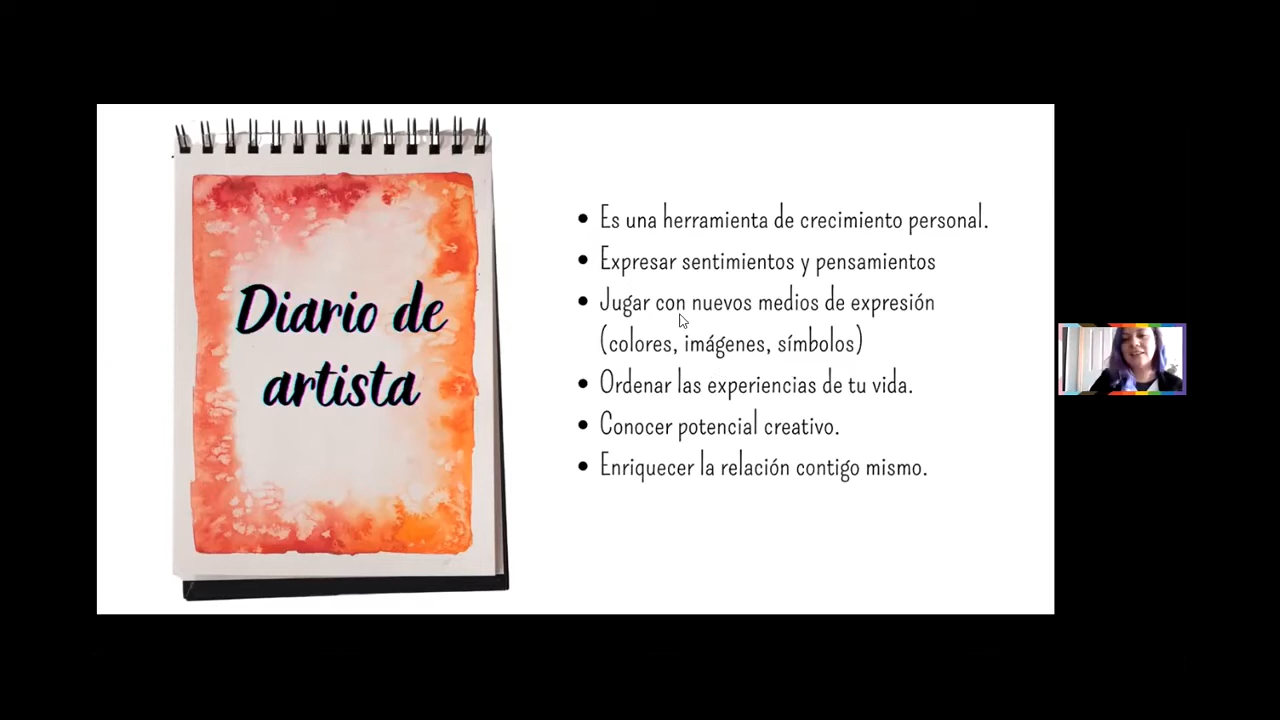 Diario de
artista
• Es una herramienta de crecimiento personal.
• Expresar sentimientos y pensamientos
• Jugar con nuevos medios de expresión
(colores, imágenes, símbolos)
• Ordenar las experiencias de tu vida.
• Conocer potencial creativo.
• Enriquecer la relación contigo mismo.